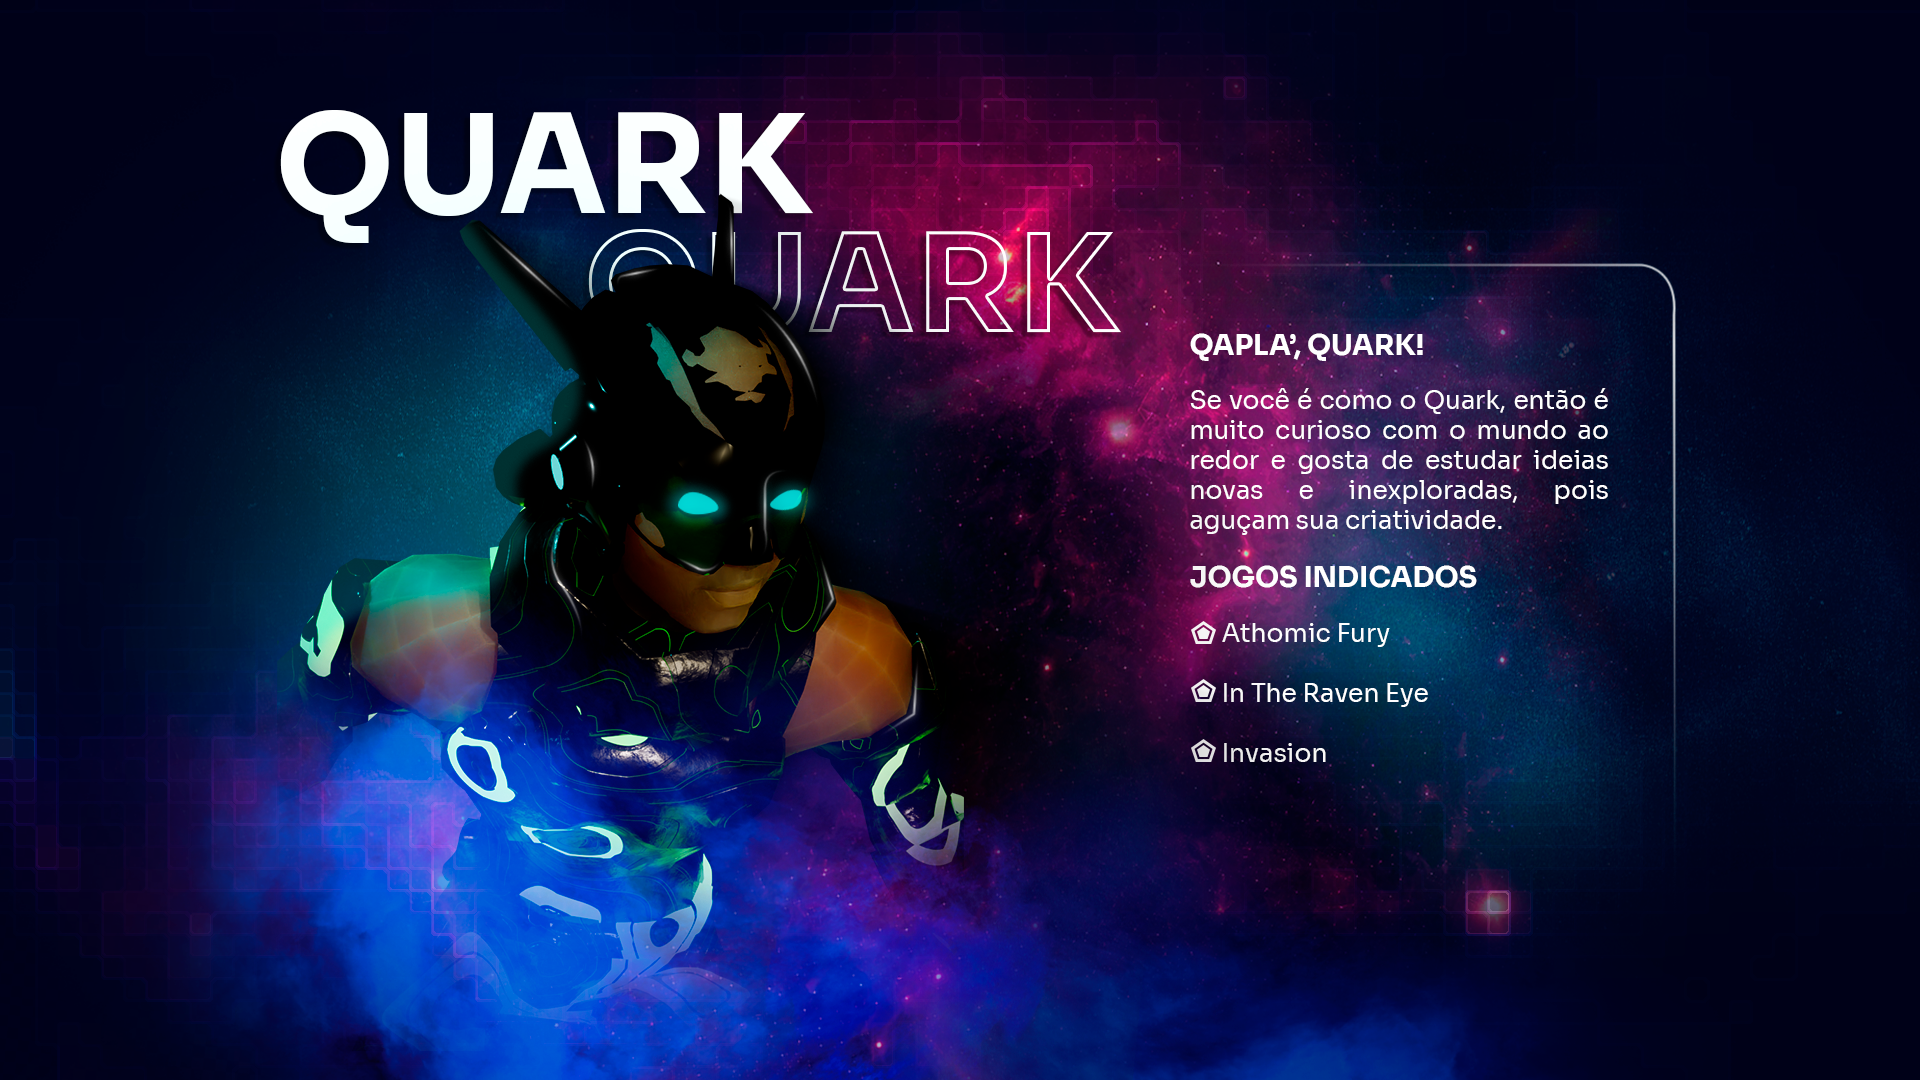 QUARK
QUARK
QAPLA’, QUARK!
Se você é como o Quark, então é
muito curioso com o mundo ao
redor e gosta de estudar ideias
novas e inexploradas, pois
aguçam sua criatividade.
JOGOS INDICADOS
Athomic Fury
In The Raven Eye
Invasion